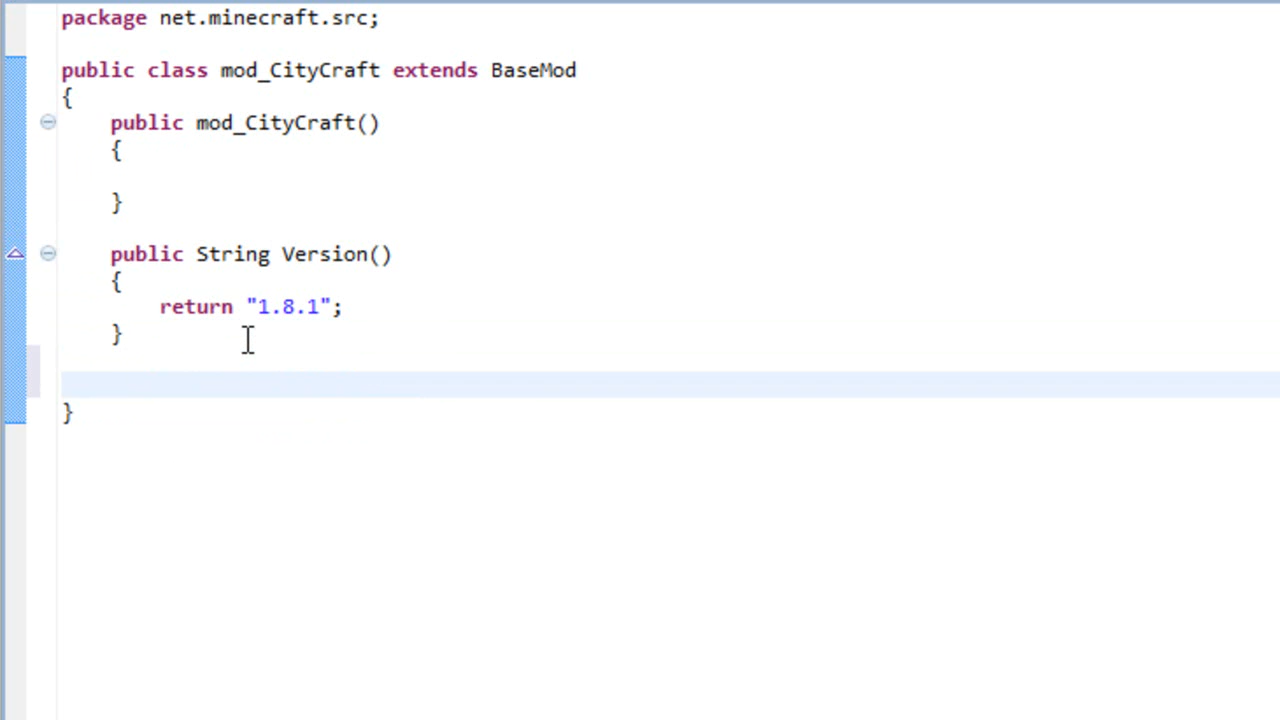 package net.minecraft.src;
public class mod_CityCraft extends BaseMod
{
public mod_CityCraft()
{
}
public String Version()
{
return "1.8.1";
}
}